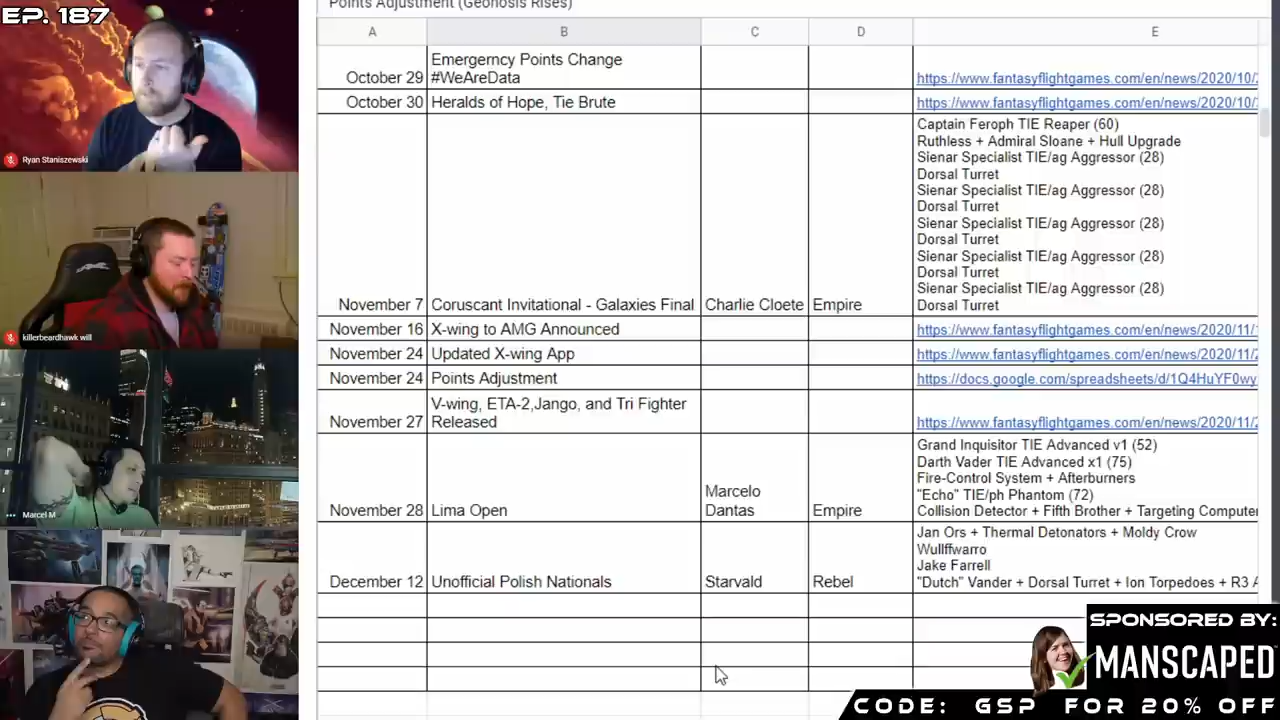 EP. 187
Points Adjustment (Geonosis Rises)
A B C D E
October 29
Emergerncy Points Change
#WeAreData
https://www.fantasyflightgames.com/en/news/2020/10/
October 30 Heralds of Hope, Tie Brute https://www.fantasyflightgames.com/en/news/2020/10/
Captain Feroph TIE Reaper (60)
Ruthless + Admiral Sloane + Hull Upgrade
Sienar Specialist TIE/ag Aggressor (28)
Dorsal Turret
Sienar Specialist TIE/ag Aggressor (28)
Dorsal Turret
Sienar Specialist TIE/ag Aggressor (28)
Dorsal Turret
Sienar Specialist TIE/ag Aggressor (28)
Dorsal Turret
Sienar Specialist TIE/ag Aggressor (28)
Dorsal Turret
November 7 Coruscant Invitational - Galaxies Final Charlie Cloete Empire
November 16 X-wing to AMG Announced https://www.fantasyflightgames.com/en/news/2020/11/
November 24 Updated X-wing App https://www.fantasyflightgames.com/en/news/2020/11/2
November 24 Points Adjustment https://docs.google.com/spreadsheets/d/1Q4HuYF0wy
V-wing, ETA-2,Jango, and Tri Fighter
November 27 Released https://www.fantasyflightgames.com/en/news/2020/11/2
Grand Inquisitor TIE Advanced v1 (52)
Darth Vader TIE Advanced x1 (75)
Fire-Control System + Afterburners
"Echo" TIE/ph Phantom (72)
Collision Detector + Fifth Brother + Targeting Computer
Marcelo
November 28 Lima Open Dantas Empire
Jan Ors + Thermal Detonators + Moldy Crow
Wullffwarro
Jake Farrell
"Dutch" Vander + Dorsal Turret + Ion Torpedoes + R3 A
December 12 Unofficial Polish Nationals Starvald Rebel
Ryan Staniszewski
killerbeardhawk will
Marcel M
SPONSORED BY:
MANSCAPED
CODE: GSP FOR 20% OFF